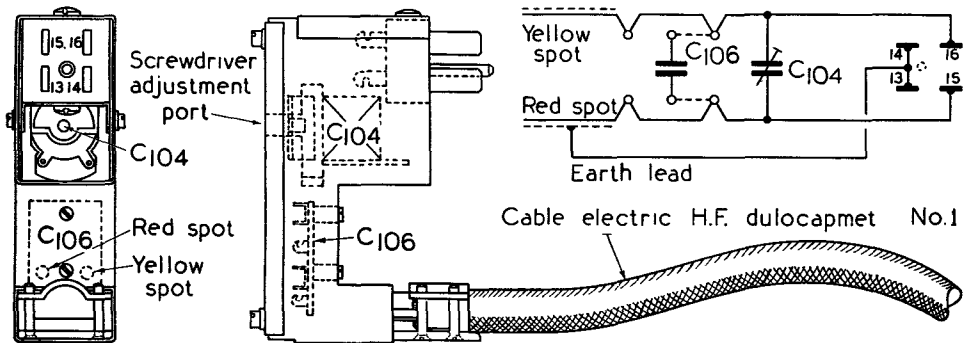 15, 16
13 14
C104
C106
Red spot
Yellow
spot
Screwdriver
adjustment
port
C104
C106
Yellow
spot
C106
C104
14
13
16
15
Red spot
Earth lead
Cable electric H.F. dulocapmet No.1